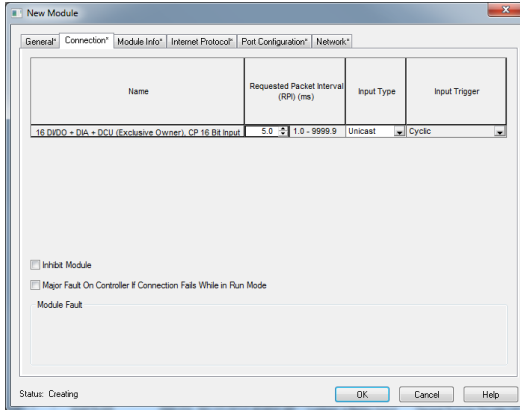 New Module
General* Connection* Module Info* Internet Protocol* Port Configuration* Network*
Name Requested Packet Interval (RPI) (ms) Input Type Input Trigger
16 DI/DO + DIA + DCU (Exclusive Owner), CP 16 Bit Input 5.0 1.0 - 9999.9 Unicast Cyclic
Inhibit Module
Major Fault On Controller If Connection Fails While in Run Mode
Module Fault
Status: Creating OK Cancel Help